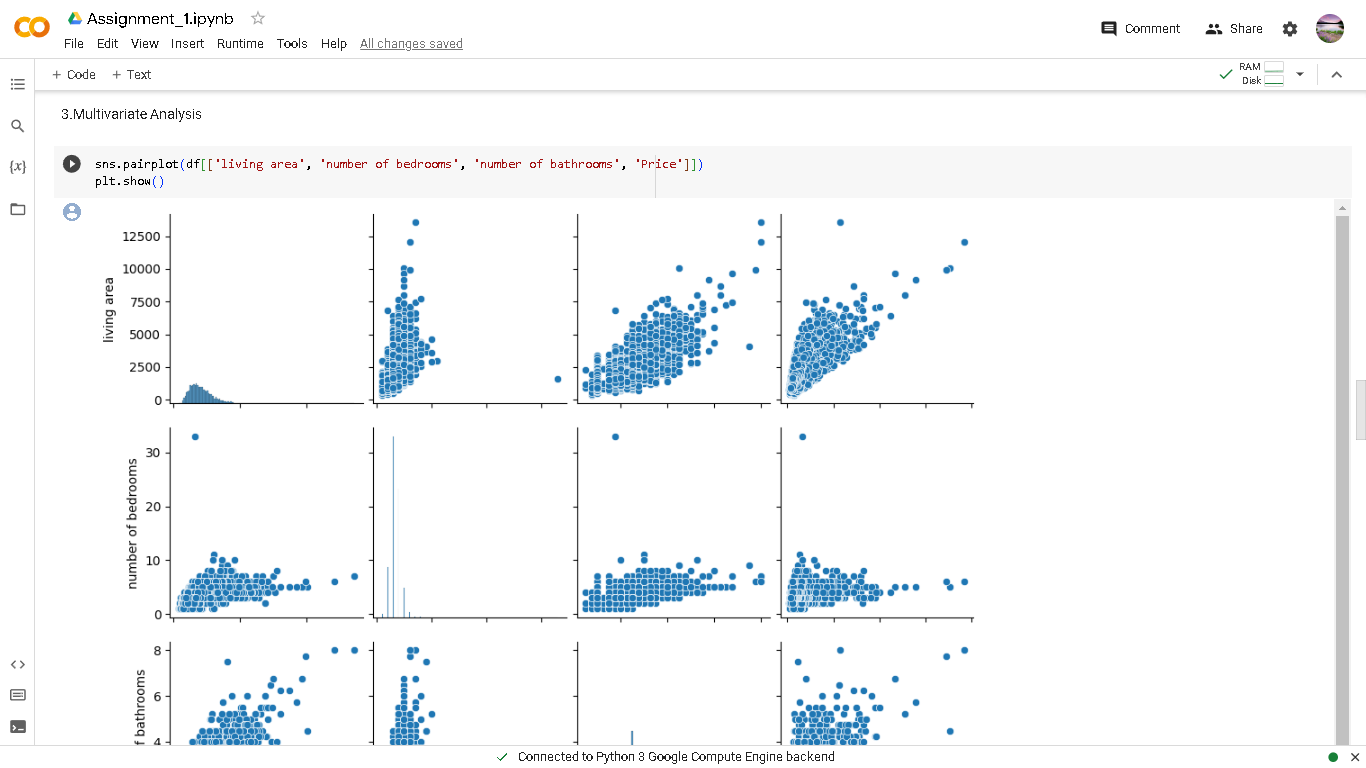 Assignment_1.ipynb
File Edit View Insert Runtime Tools Help All changes saved
Comment Share
+ Code + Text
RAM
Disk
3.Multivariate Analysis
{x}
sns.pairplot(df[['living area', 'number of bedrooms', 'number of bathrooms', 'Price']])
plt.show()
12500
10000
7500
5000
2500
0
living area
30
20
10
0
number of bedrooms
8
6
4
f bathrooms
Connected to Python 3 Google Compute Engine backend